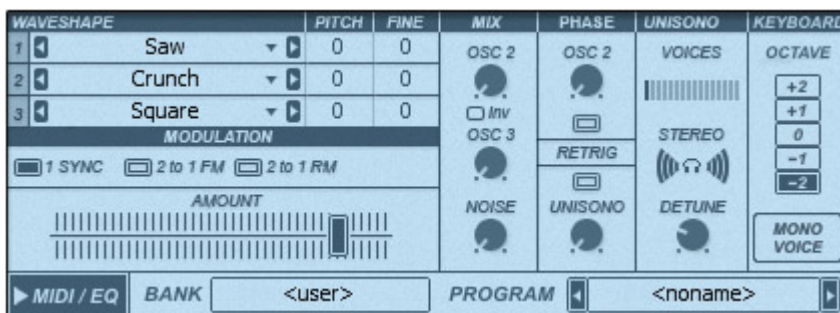 WAVESHAPE PITCH FINE MIX PHASE UNISONO KEYBOARD
1 Saw 0 0 OSC 2 OSC 2 VOICES OCTAVE
2 Crunch 0 0 +2
Inv +1
3 Square 0 0 OSC 3 STEREO 0
MODULATION RETRIG -1
1 SYNC 2 to 1 FM 2 to 1 RM -2
AMOUNT NOISE UNISONO DETUNE MONO
VOICE
MIDI / EQ BANK <user> PROGRAM <noname>